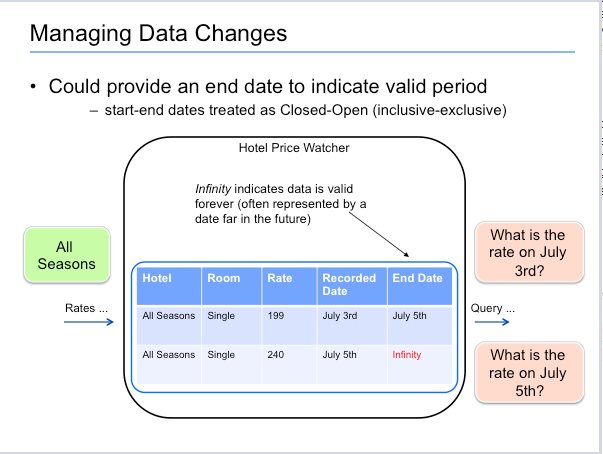 Managing Data Changes
• Could provide an end date to indicate valid period
– start-end dates treated as Closed-Open (inclusive-exclusive)
Hotel Price Watcher
Infinity indicates data is valid
forever (often represented by a
date far in the future)
All
Seasons
Rates ...
Hotel Room Rate Recorded Date End Date
All Seasons Single 199 July 3rd July 5th
All Seasons Single 240 July 5th Infinity
What is the
rate on July
3rd?
Query ...
What is the
rate on July
5th?